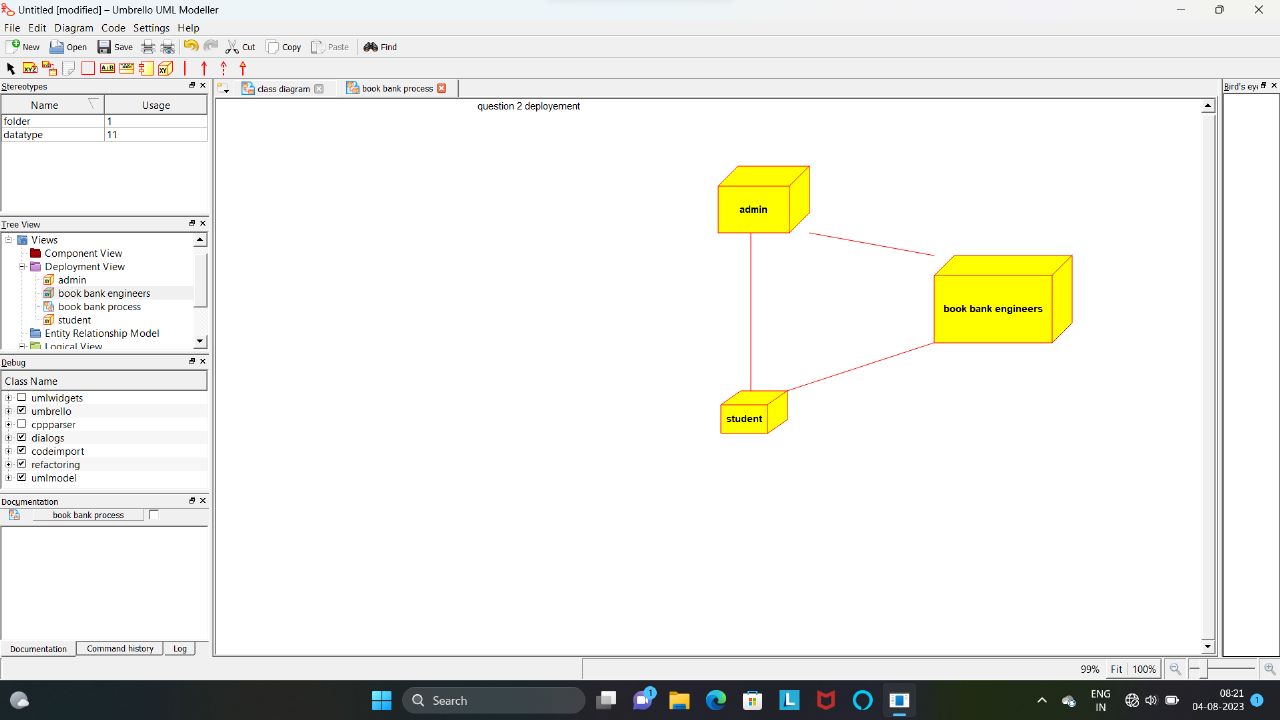 Untitled [modified] – Umbrello UML Modeller
File Edit Diagram Code Settings Help
New Open Save Cut Copy Paste Find
Stereotypes
class diagram
book bank process
Bird's eye
Name Usage
folder 1
datatype 11
question 2 deployement
admin
book bank engineers
student
Tree View
Views
Component View
Deployment View
admin
book bank engineers
book bank process
student
Entity Relationship Model
Logical View
Debug
Class Name
umlwidgets
umbrello
cppparser
dialogs
codeimport
refactoring
umlmodel
Documentation
book bank process
Documentation Command history Log
99% Fit 100%
Search
1
ENG
IN
08:21
04-08-2023
1